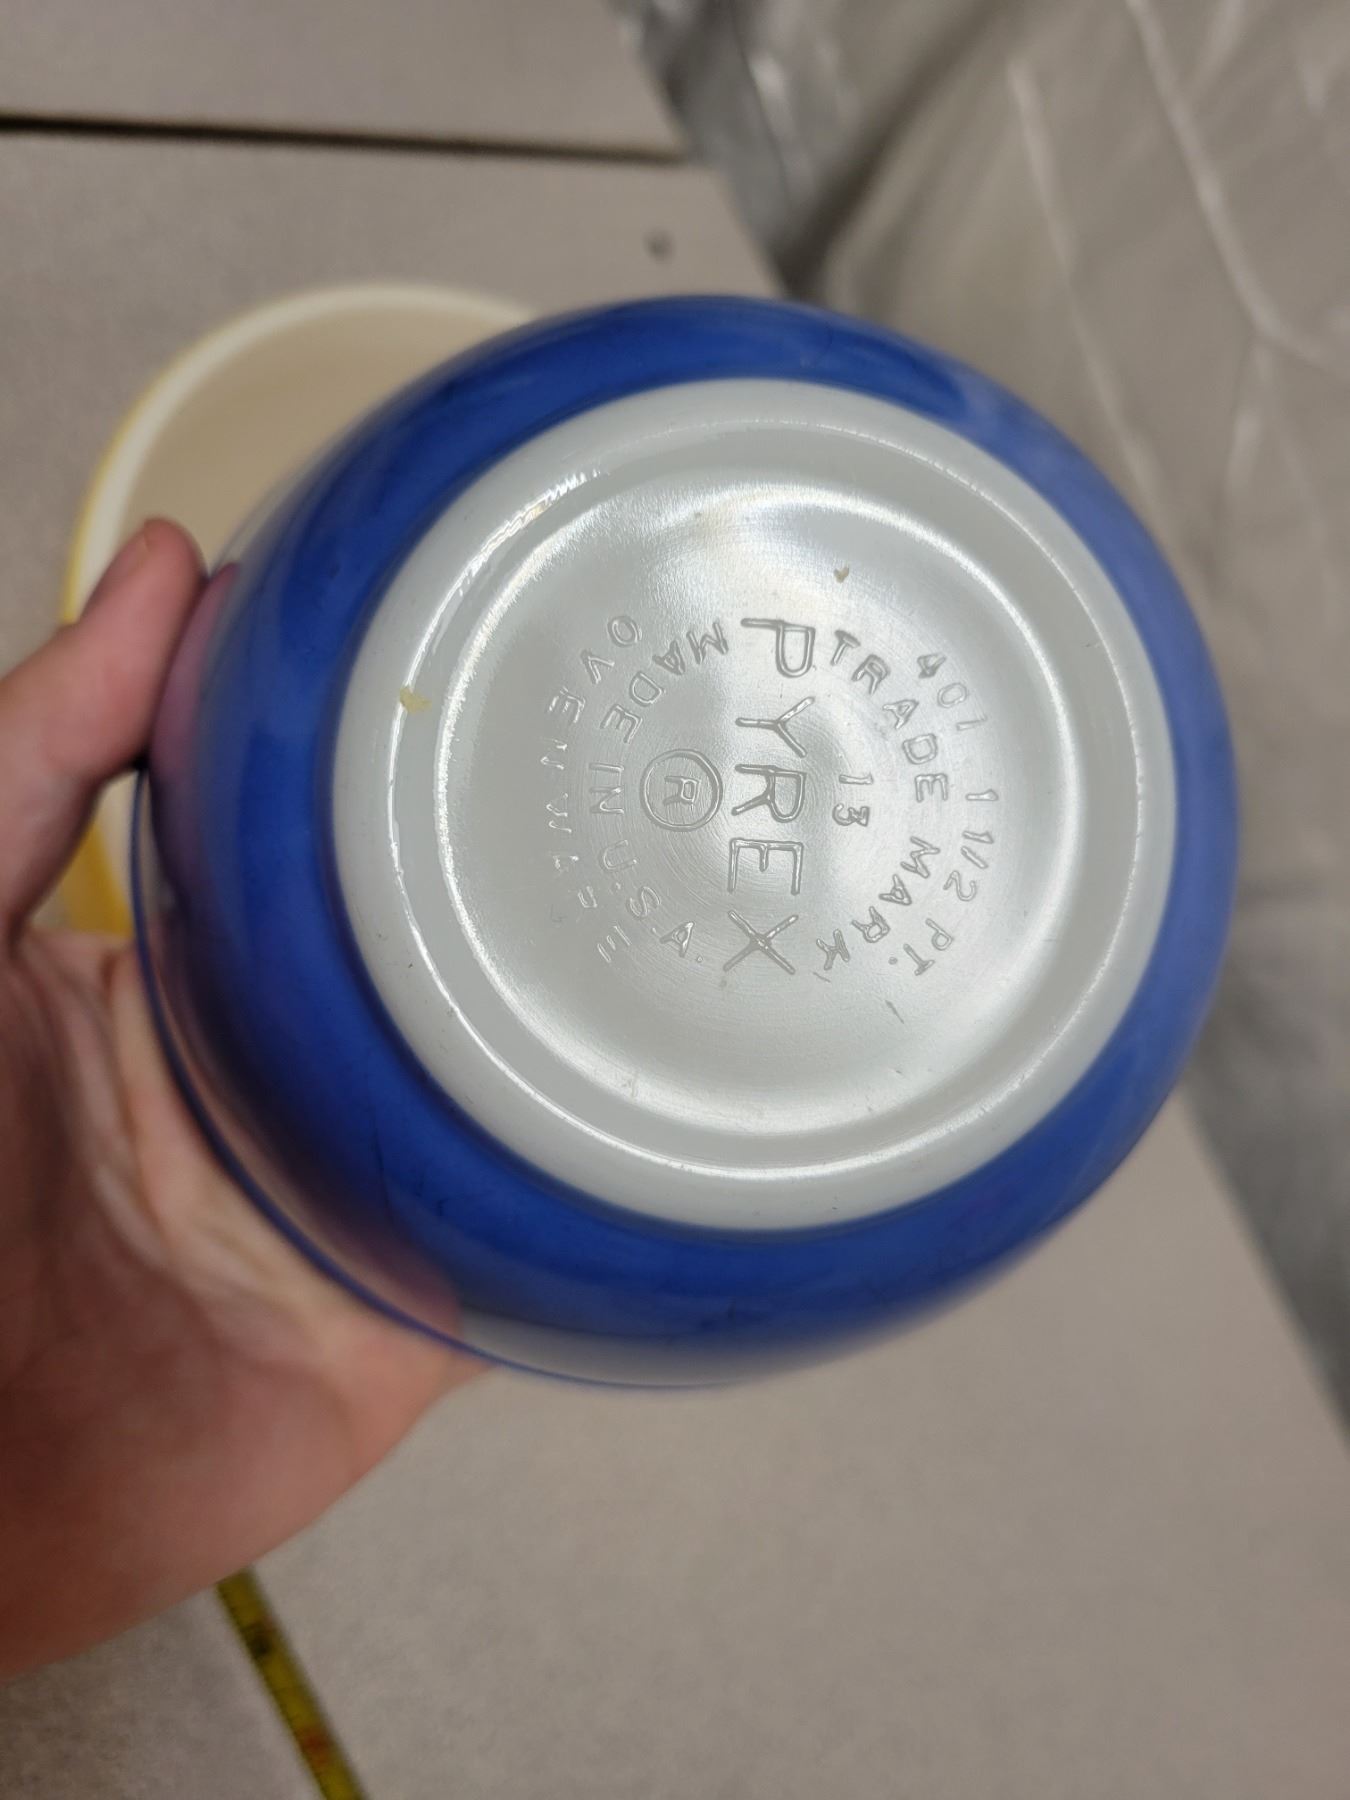 401 1 1/2 PT.
TRADE MARK
13
PYREX
®
MADE IN U.S.A.
OVENWARE